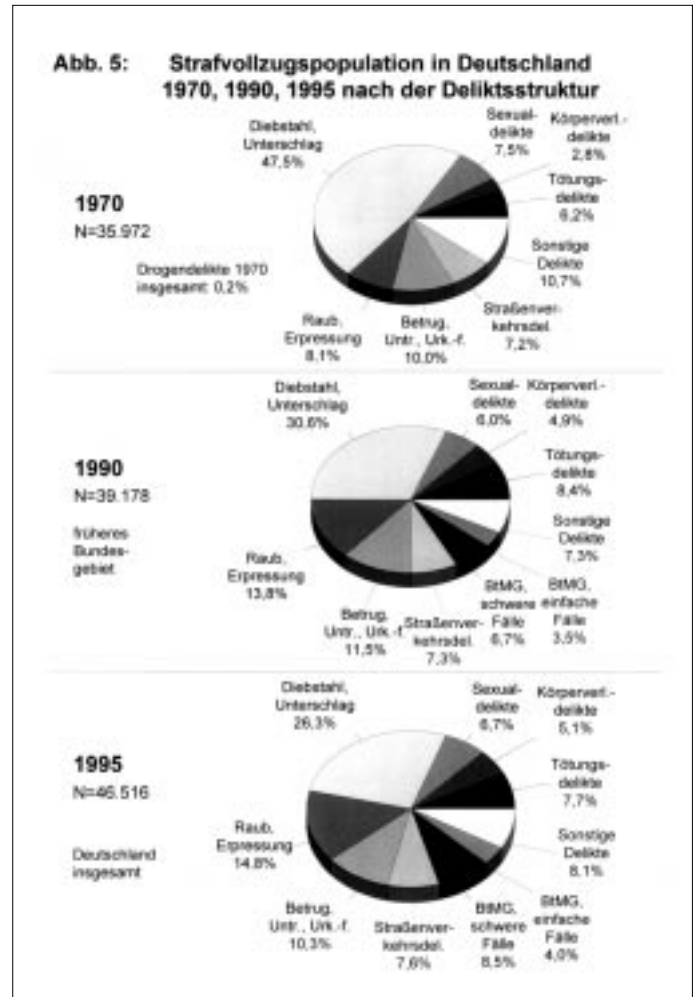 Abb. 5: Strafvollzugspopulation in Deutschland
1970, 1990, 1995 nach der Deliktsstruktur
1970
N=35.972
Drogendelikte 1970
insgesamt: 0,2%
Diebstahl,
Unterschlag
47,5%
Sexual-
delikte
7,5%
Körperverl.-
delikte
2,8%
Tötungs-
delikte
6,2%
Sonstige
Delikte
10,7%
Straßenver-
kehrsdel.
7,2%
Betrug,
Untr., Urk.-f.
10,0%
Raub,
Erpressung
8,1%
1990
N=39.178
früheres
Bundes-
gebiet
Diebstahl,
Unterschlag
30,6%
Sexual-
delikte
6,0%
Körperverl.-
delikte
4,9%
Tötungs-
delikte
8,4%
Sonstige
Delikte
7,3%
BtMG,
einfache
Fälle
3,5%
BtMG,
schwere
Fälle
6,7%
Straßenver-
kehrsdel.
7,3%
Betrug,
Untr., Urk.-f.
11,5%
Raub,
Erpressung
13,8%
1995
N=46.516
Deutschland
insgesamt
Diebstahl,
Unterschlag
26,3%
Sexual-
delikte
6,7%
Körperverl.-
delikte
5,1%
Tötungs-
delikte
7,7%
Sonstige
Delikte
8,1%
BtMG,
einfache
Fälle
4,0%
BtMG,
schwere
Fälle
8,5%
Straßenver-
kehrsdel.
7,6%
Betrug,
Untr., Urk.-f.
10,3%
Raub,
Erpressung
14,8%